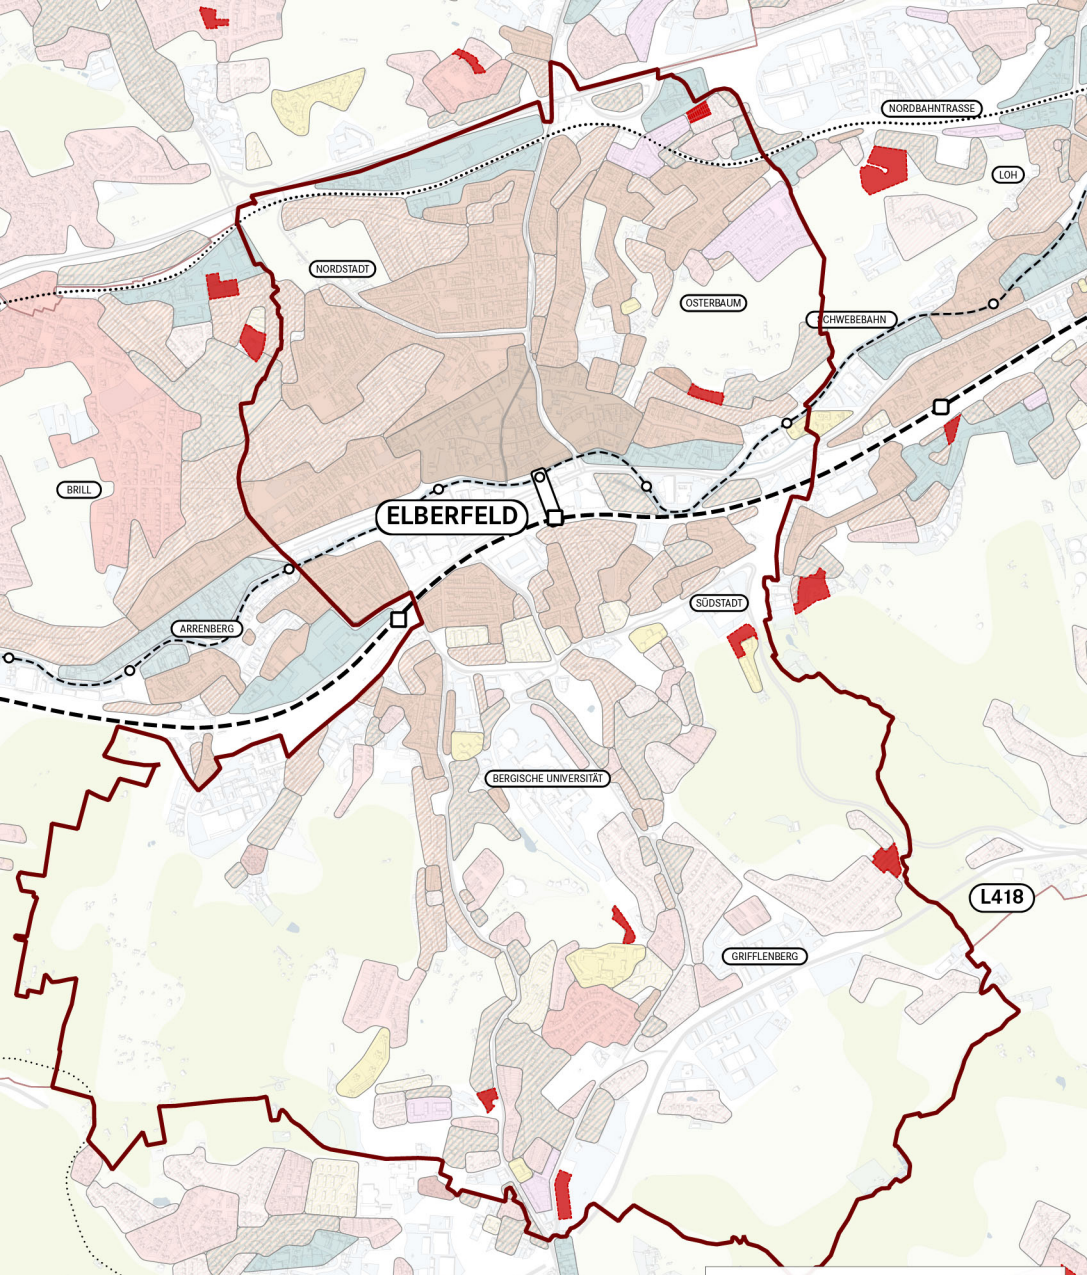 NORDBAHNTRASSE
LOH
NORDSTADT
OSTERBAUM
SCHWEBEBAHN
BRILL
ELBERFELD
SÜDSTADT
ARRENBERG
BERGISCHE UNIVERSITÄT
L418
GRIFFLENBERG